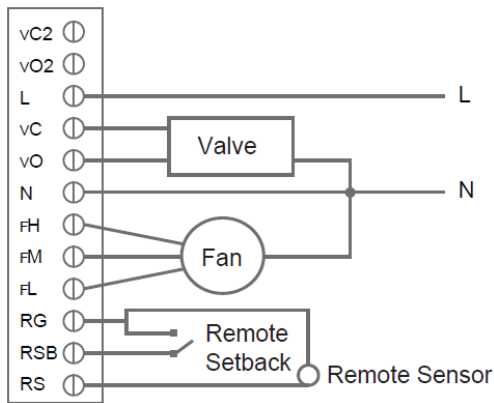 VC2
VO2
L
L
VC
VO
Valve
N
N
FH
FM
Fan
FL
RG
RSB
Remote
Setback
RS
Remote Sensor